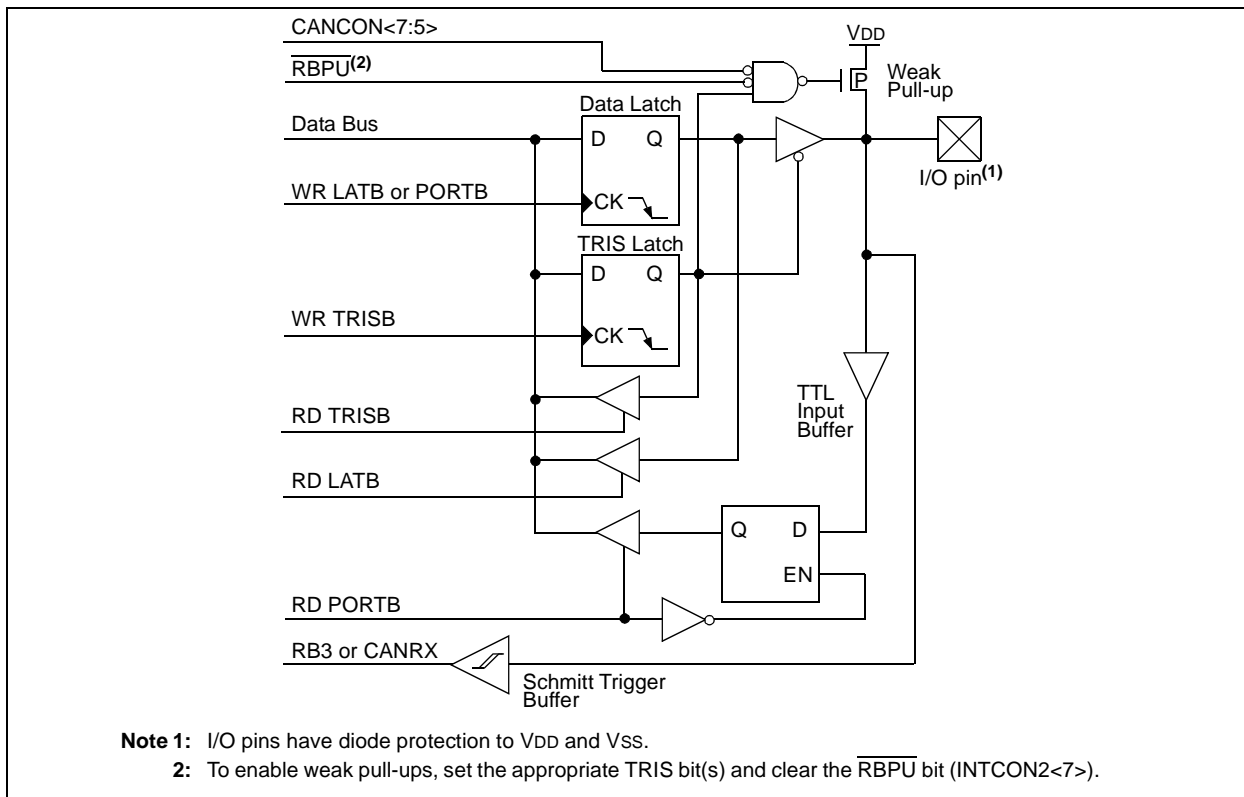 CANCON<7:5>
RBPU(2)
VDD
P
Weak
Pull-up
Data Latch
Data Bus
D
Q
I/O pin(1)
WR LATB or PORTB
CK
TRIS Latch
D
Q
WR TRISB
CK
TTL
Input
Buffer
RD TRISB
RD LATB
Q
D
EN
RD PORTB
RB3 or CANRX
Schmitt Trigger
Buffer
Note 1: I/O pins have diode protection to VDD and VSS.
2: To enable weak pull-ups, set the appropriate TRIS bit(s) and clear the RBPU bit (INTCON2<7>).